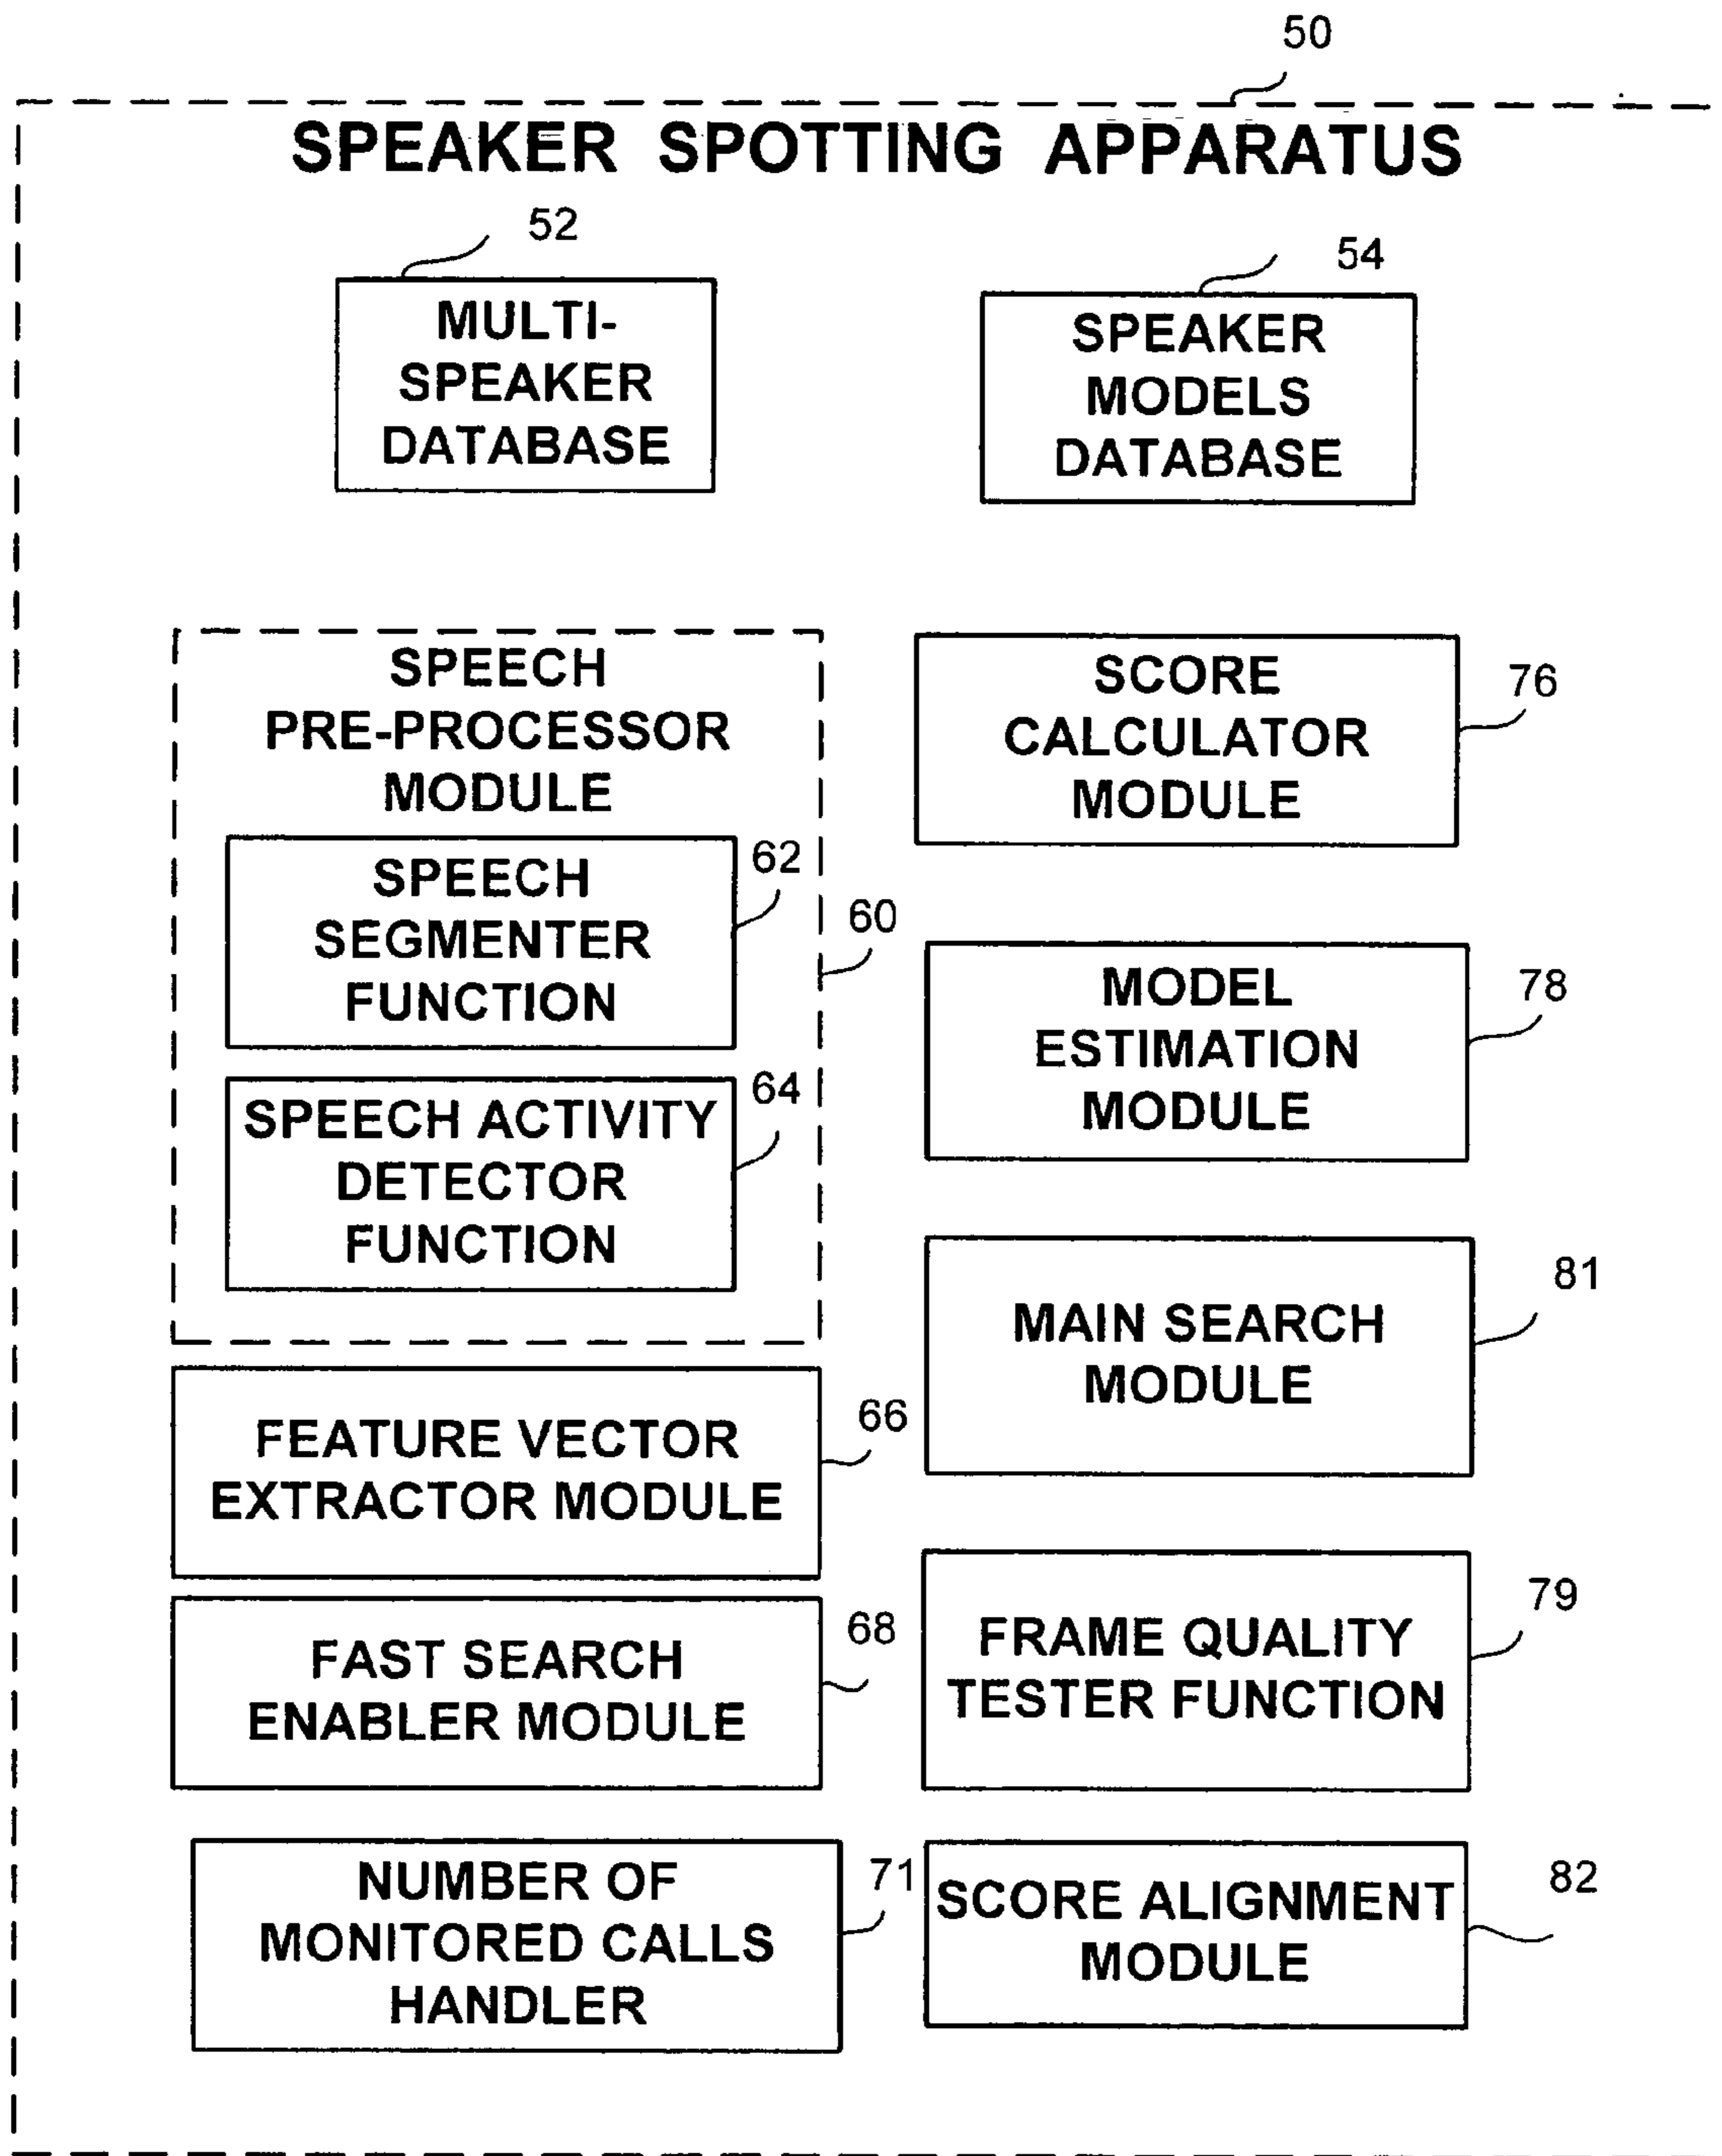 50
SPEAKER SPOTTING APPARATUS
52
MULTI-
SPEAKER
DATABASE
54
SPEAKER
MODELS
DATABASE
SPEECH
PRE-PROCESSOR
MODULE
60
SPEECH
SEGMENTER
FUNCTION
62
SPEECH ACTIVITY
DETECTOR
FUNCTION
64
FEATURE VECTOR
EXTRACTOR MODULE
66
FAST SEARCH
ENABLER MODULE
68
NUMBER OF
MONITORED CALLS
HANDLER
71
SCORE
CALCULATOR
MODULE
76
MODEL
ESTIMATION
MODULE
78
MAIN SEARCH
MODULE
81
FRAME QUALITY
TESTER FUNCTION
79
SCORE ALIGNMENT
MODULE
82